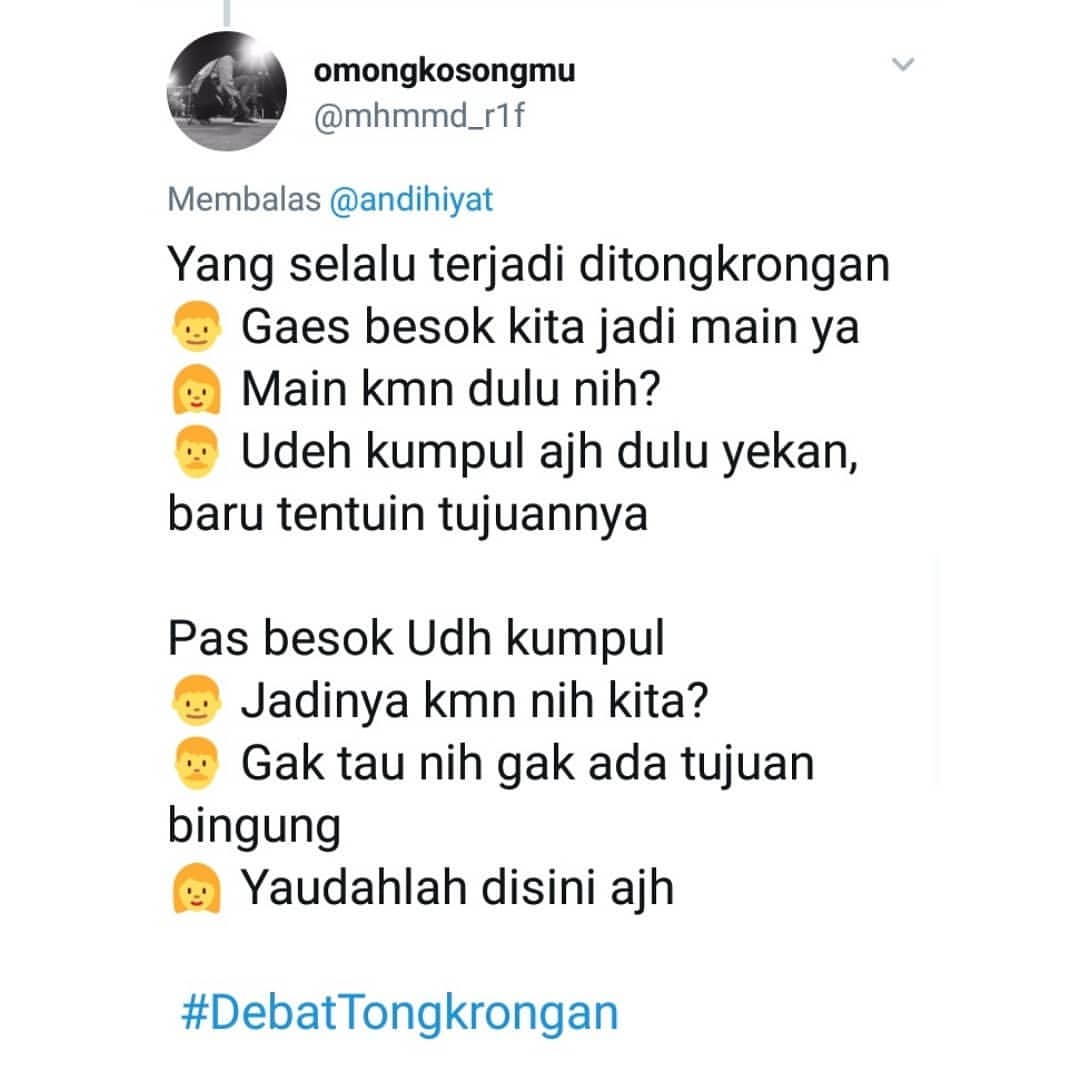 omongkosongmu
@mhmmd_r1f
Membalas @andihiyat
Yang selalu terjadi ditongkrongan
👨 Gaes besok kita jadi main ya
👩 Main kmn dulu nih?
👨 Udeh kumpul ajh dulu yekan,
baru tentuin tujuannya
Pas besok Udh kumpul
👨 Jadinya kmn nih kita?
👨 Gak tau nih gak ada tujuan
bingung
👩 Yaudahlah disini ajh
#DebatTongkrongan